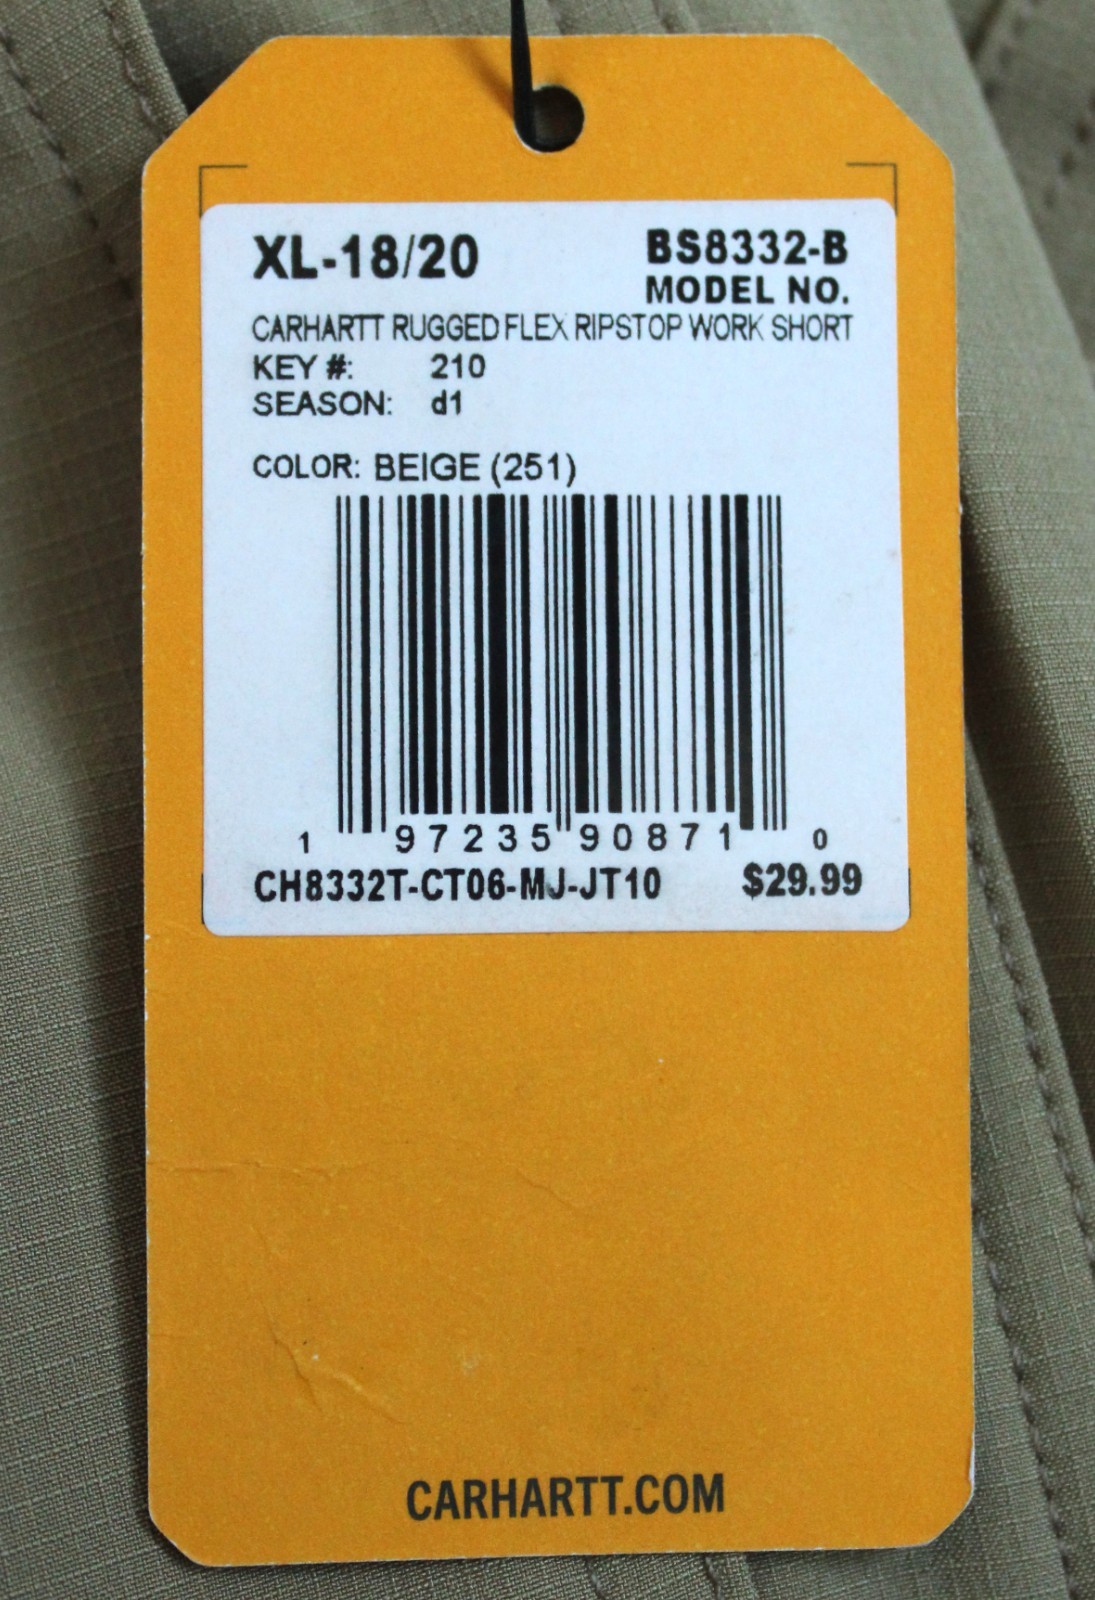 XL-18/20
BS8332-B
MODEL NO.
CARHARTT RUGGED FLEX RIPSTOP WORK SHORT
KEY #: 210
SEASON: d1
COLOR: BEIGE (251)
1 97235 90871 0
CH8332T-CT06-MJ-JT10 $29.99
CARHARTT.COM